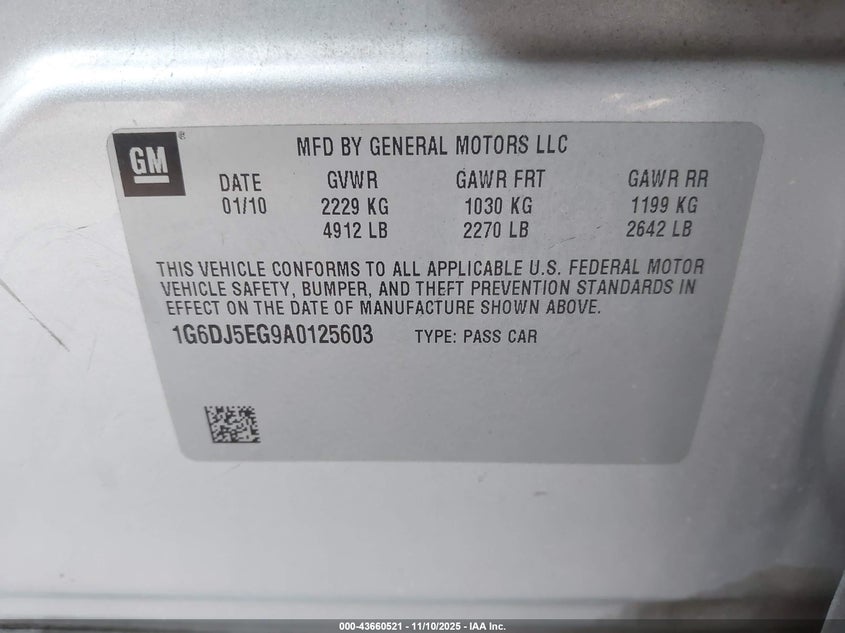 GM ®
MFD BY GENERAL MOTORS LLC
DATE GVWR GAWR FRT GAWR RR
01/10 2229 KG 1030 KG 1199 KG
4912 LB 2270 LB 2642 LB
THIS VEHICLE CONFORMS TO ALL APPLICABLE U.S. FEDERAL MOTOR
VEHICLE SAFETY, BUMPER, AND THEFT PREVENTION STANDARDS IN
EFFECT ON THE DATE OF MANUFACTURE SHOWN ABOVE.
1G6DJ5EG9A0125603 TYPE: PASS CAR
000-43660521 - 11/10/2025 - IAA Inc.